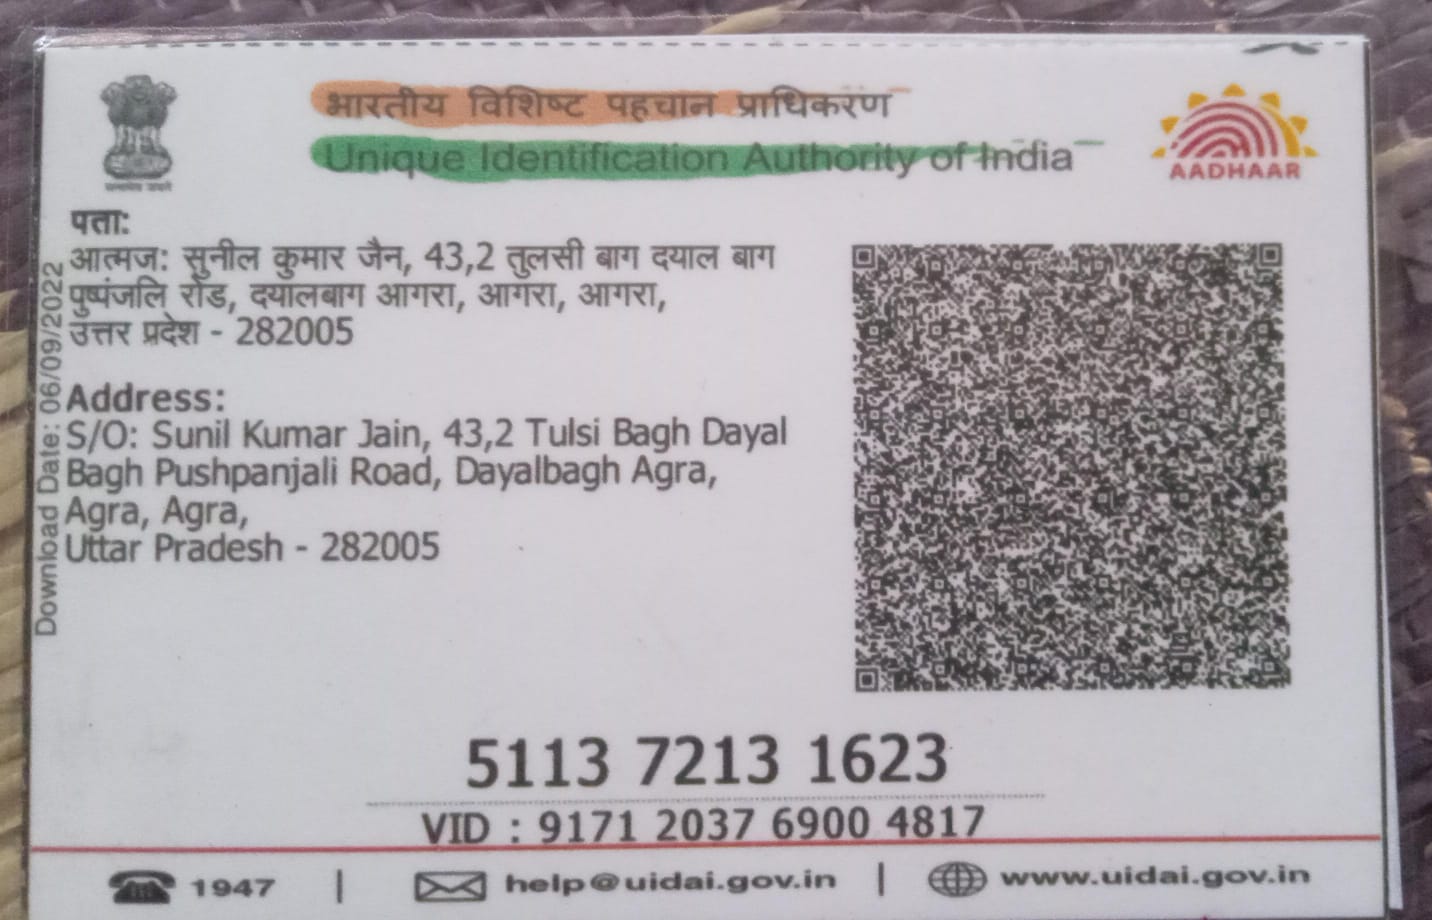 भारतीय विशिष्ट पहचान प्राधिकरण
Unique Identification Authority of India
AADHAAR
पता:
आत्मज: सुनील कुमार जैन, 43,2 तुलसी बाग दयाल बाग
पुष्पंजलि रोड, दयालबाग आगरा, आगरा, आगरा,
उत्तर प्रदेश - 282005
Address:
S/O: Sunil Kumar Jain, 43,2 Tulsi Bagh Dayal
Bagh Pushpanjali Road, Dayalbagh Agra,
Agra, Agra,
Uttar Pradesh - 282005
Download Date: 06/09/2022
5113 7213 1623
VID : 9171 2037 6900 4817
1947 | help@uidai.gov.in | www.uidai.gov.in